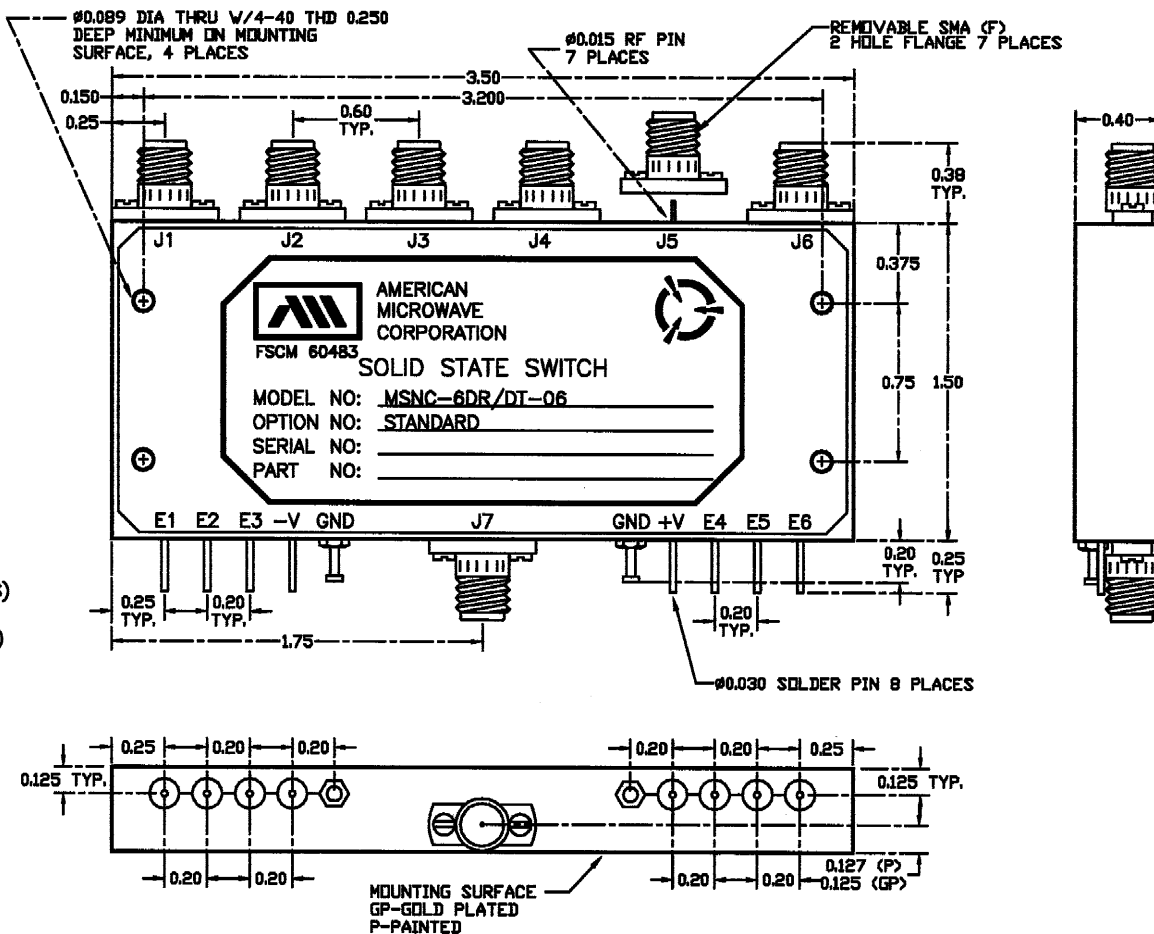 ø0.089 DIA THRU W/4-40 THD 0.250
DEEP MINIMUM ON MOUNTING
SURFACE, 4 PLACES
ø0.015 RF PIN
7 PLACES
REMOVABLE SMA (F)
2 HOLE FLANGE 7 PLACES
3.50
0.150
3.200
0.25
0.60
TYP.
0.40
0.38
TYP.
J1 J2 J3 J4 J5 J6
0.375
AMERICAN
MICROWAVE
CORPORATION
FSCM 60483
SOLID STATE SWITCH
MODEL NO: MSNC-6DR/DT-06
OPTION NO: STANDARD
SERIAL NO:
PART NO:
0.75
1.50
E1 E2 E3 -V GND J7 GND +V E4 E5 E6
0.20
TYP.
0.25
TYP
S)
)
0.25
TYP.
0.20
TYP.
0.20
TYP.
1.75
ø0.030 SOLDER PIN 8 PLACES
0.25 0.20 0.20 0.20 0.20 0.25
0.125 TYP.
0.125 TYP.
0.20 0.20 0.20 0.20
0.127 (P)
0.125 (GP)
MOUNTING SURFACE
GP-GOLD PLATED
P-PAINTED